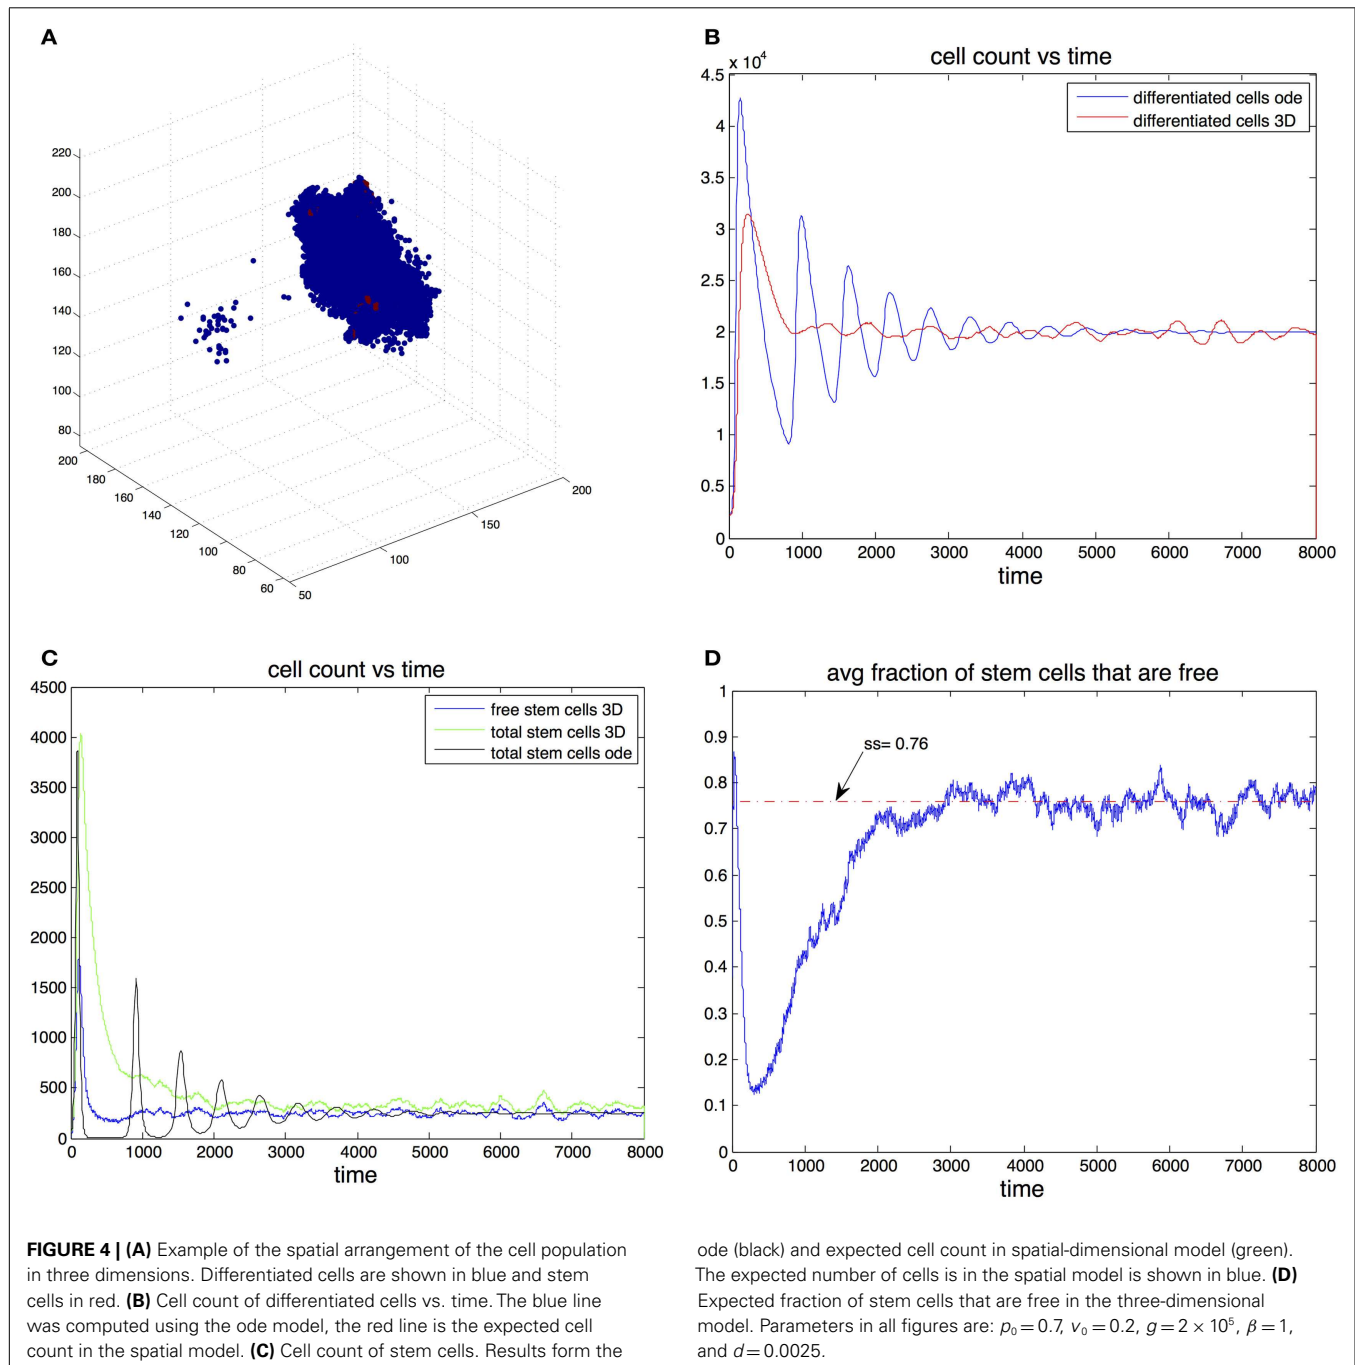 A
220
200
180
160
140
120
100
80
200
180
160
140
120
100
80
60
50
100
150
200
B
cell count vs time
x 10⁴
4.5
4
3.5
3
2.5
2
1.5
1
0.5
0
differentiated cells ode
differentiated cells 3D
0 1000 2000 3000 4000 5000 6000 7000 8000
time
C
cell count vs time
4500
4000
3500
3000
2500
2000
1500
1000
500
0
free stem cells 3D
total stem cells 3D
total stem cells ode
0 1000 2000 3000 4000 5000 6000 7000 8000
time
D
avg fraction of stem cells that are free
1
0.9
0.8
0.7
0.6
0.5
0.4
0.3
0.2
0.1
0
ss= 0.76
0 1000 2000 3000 4000 5000 6000 7000 8000
time
FIGURE 4 | (A) Example of the spatial arrangement of the cell population
in three dimensions. Differentiated cells are shown in blue and stem
cells in red. (B) Cell count of differentiated cells vs. time. The blue line
was computed using the ode model, the red line is the expected cell
count in the spatial model. (C) Cell count of stem cells. Results form the
ode (black) and expected cell count in spatial-dimensional model (green).
The expected number of cells is in the spatial model is shown in blue. (D)
Expected fraction of stem cells that are free in the three-dimensional
model. Parameters in all figures are: p₀ = 0.7, v₀ = 0.2, g = 2 × 10⁵, β = 1,
and d = 0.0025.